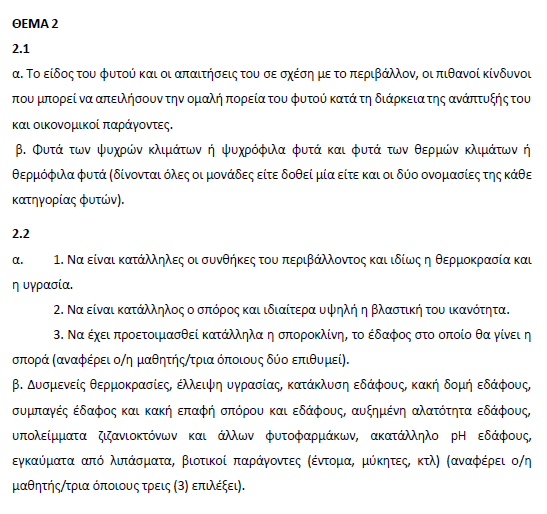 ΘΕΜΑ 2
2.1
α. Το είδος του φυτού και οι απαιτήσεις του σε σχέση με το περιβάλλον, οι πιθανοί κίνδυνοι
που μπορεί να απειλήσουν την ομαλή πορεία του φυτού κατά τη διάρκεια της ανάπτυξής του
και οικονομικοί παράγοντες.
β. Φυτά των ψυχρών κλιμάτων ή ψυχρόφιλα φυτά και φυτά των θερμών κλιμάτων ή
θερμόφιλα φυτά (δίνονται όλες οι μονάδες είτε δοθεί μία είτε και οι δύο ονομασίες της κάθε
κατηγορίας φυτών).
2.2
α. 1. Να είναι κατάλληλες οι συνθήκες του περιβάλλοντος και ιδίως η θερμοκρασία και
η υγρασία.
2. Να είναι κατάλληλος ο σπόρος και ιδιαίτερα υψηλή η βλαστική του ικανότητα.
3. Να έχει προετοιμασθεί κατάλληλα η σποροκλίνη, το έδαφος στο οποίο θα γίνει η
σπορά (αναφέρει ο/η μαθητής/τρια όποιους δύο επιθυμεί).
β. Δυσμενείς θερμοκρασίες, έλλειψη υγρασίας, κατάκλυση εδάφους, κακή δομή εδάφους,
συμπαγές έδαφος και κακή επαφή σπόρου και εδάφους, αυξημένη αλατότητα εδάφους,
υπολείμματα ζιζανιοκτόνων και άλλων φυτοφαρμάκων, ακατάλληλο pH εδάφους,
εγκαύματα από λιπάσματα, βιοτικοί παράγοντες (έντομα, μύκητες, κτλ) (αναφέρει ο/η
μαθητής/τρια όποιους τρεις (3) επιλέξει).